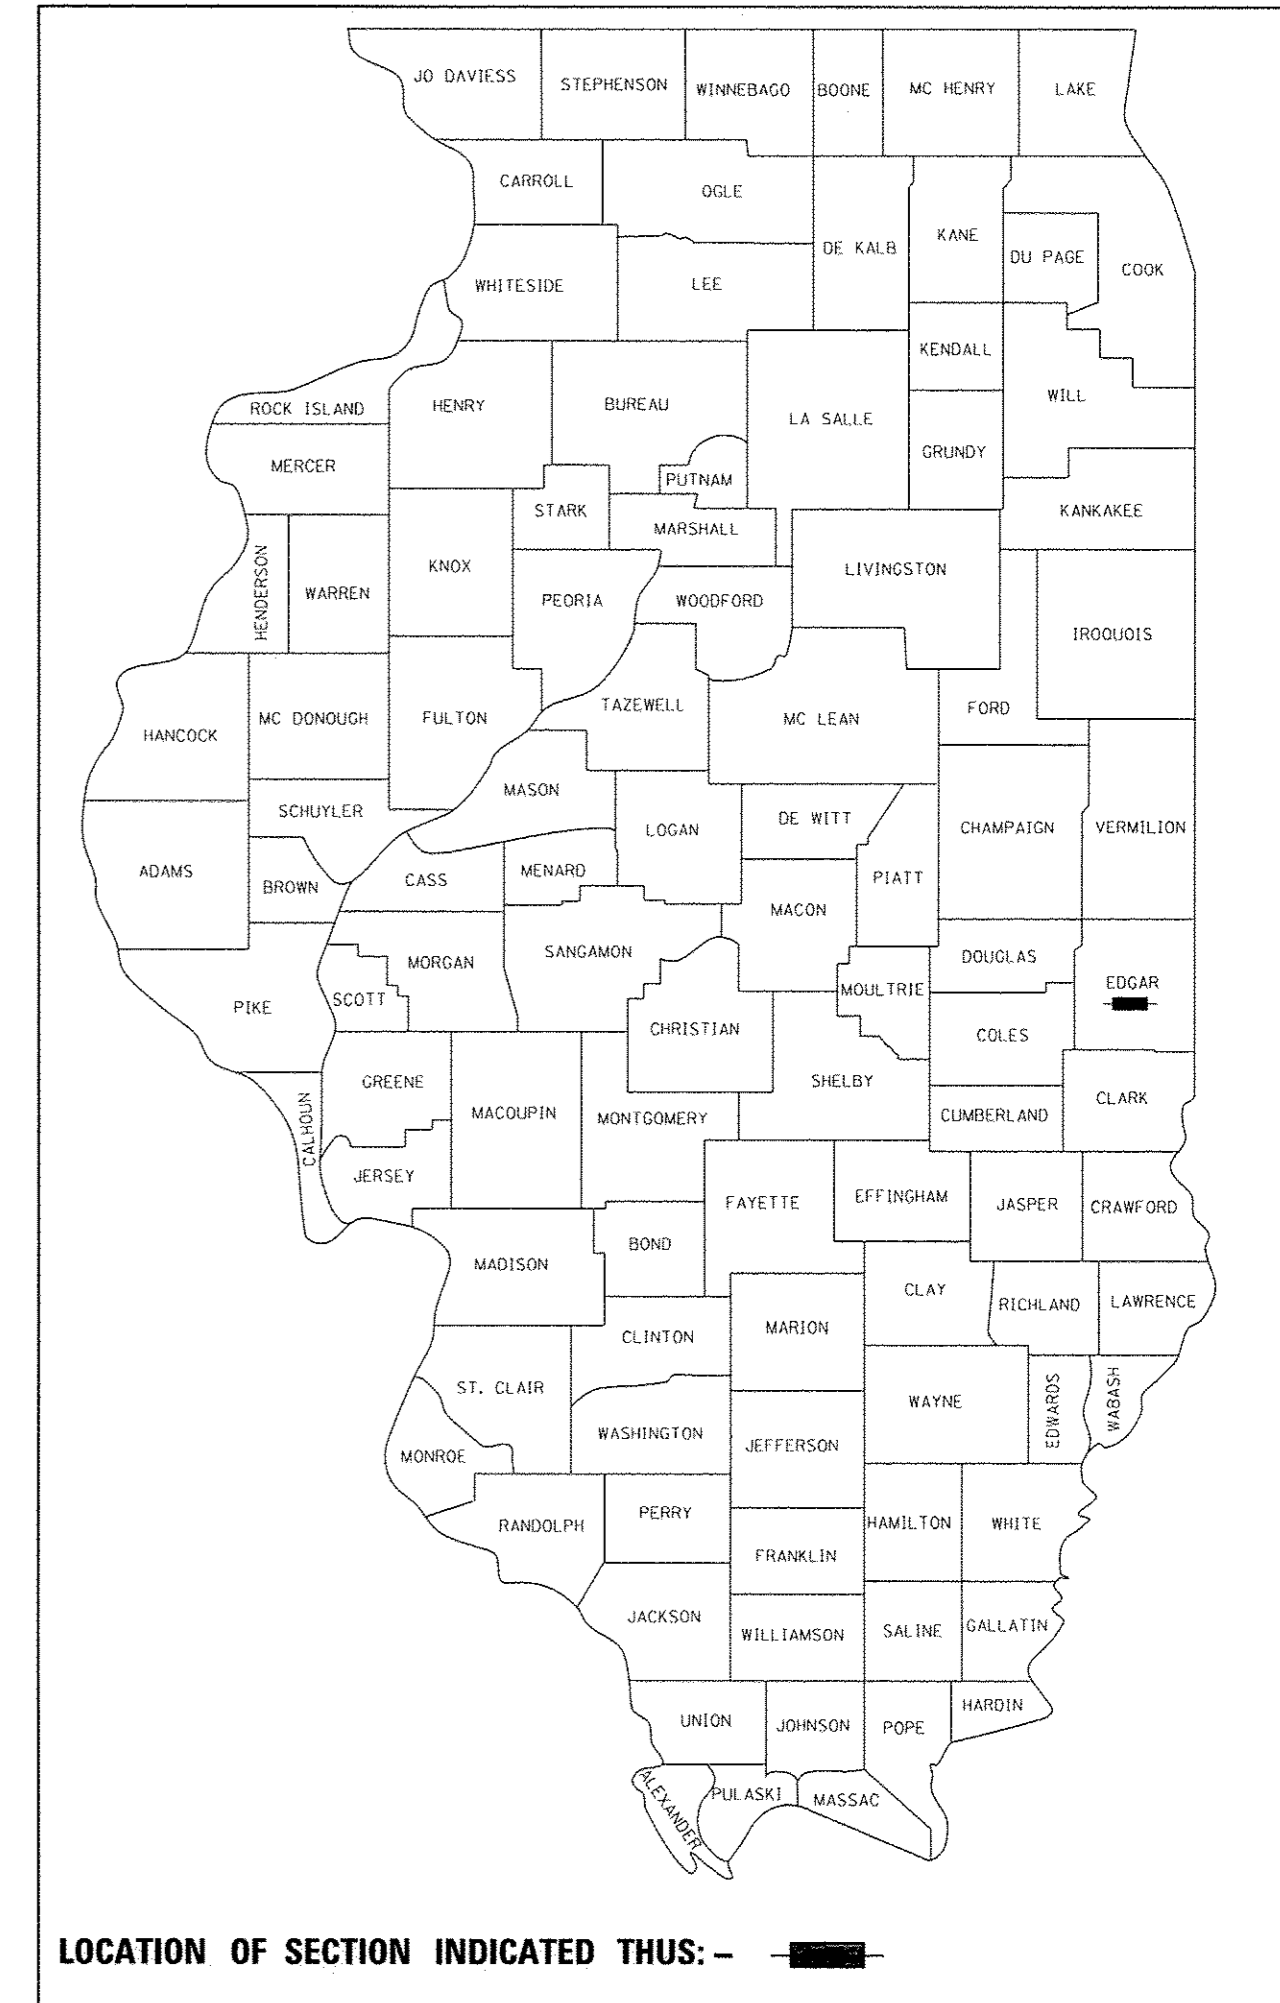 JO DAVIESS
STEPHENSON
WINNEBAGO
BOONE
MC HENRY
LAKE
CARROLL
OGLE
DE KALB
KANE
DU PAGE
COOK
WHITESIDE
LEE
KENDALL
ROCK ISLAND
HENRY
BUREAU
LA SALLE
WILL
MERCER
PUTNAM
GRUNDY
STARK
MARSHALL
KANKAKEE
HENDERSON
WARREN
KNOX
PEORIA
WOODFORD
LIVINGSTON
IROQUOIS
HANCOCK
MC DONOUGH
FULTON
TAZEWELL
MC LEAN
FORD
MASON
SCHUYLER
LOGAN
DE WITT
CHAMPAIGN
VERMILION
ADAMS
BROWN
CASS
MENARD
PIATT
MACON
MORGAN
SANGAMON
DOUGLAS
EDGAR
PIKE
SCOTT
MOULTRIE
CHRISTIAN
COLES
GREENE
SHELBY
CALHOUN
MACOUPIN
MONTGOMERY
CUMBERLAND
CLARK
JERSEY
FAYETTE
EFFINGHAM
JASPER
CRAWFORD
MADISON
BOND
CLAY
RICHLAND
LAWRENCE
CLINTON
MARION
ST. CLAIR
WAYNE
EDWARDS
WABASH
WASHINGTON
JEFFERSON
MONROE
RANDOLPH
PERRY
HAMILTON
WHITE
FRANKLIN
JACKSON
WILLIAMSON
SALINE
GALLATIN
UNION
JOHNSON
POPE
HARDIN
ALEXANDER
PULASKI
MASSAC
LOCATION OF SECTION INDICATED THUS: –